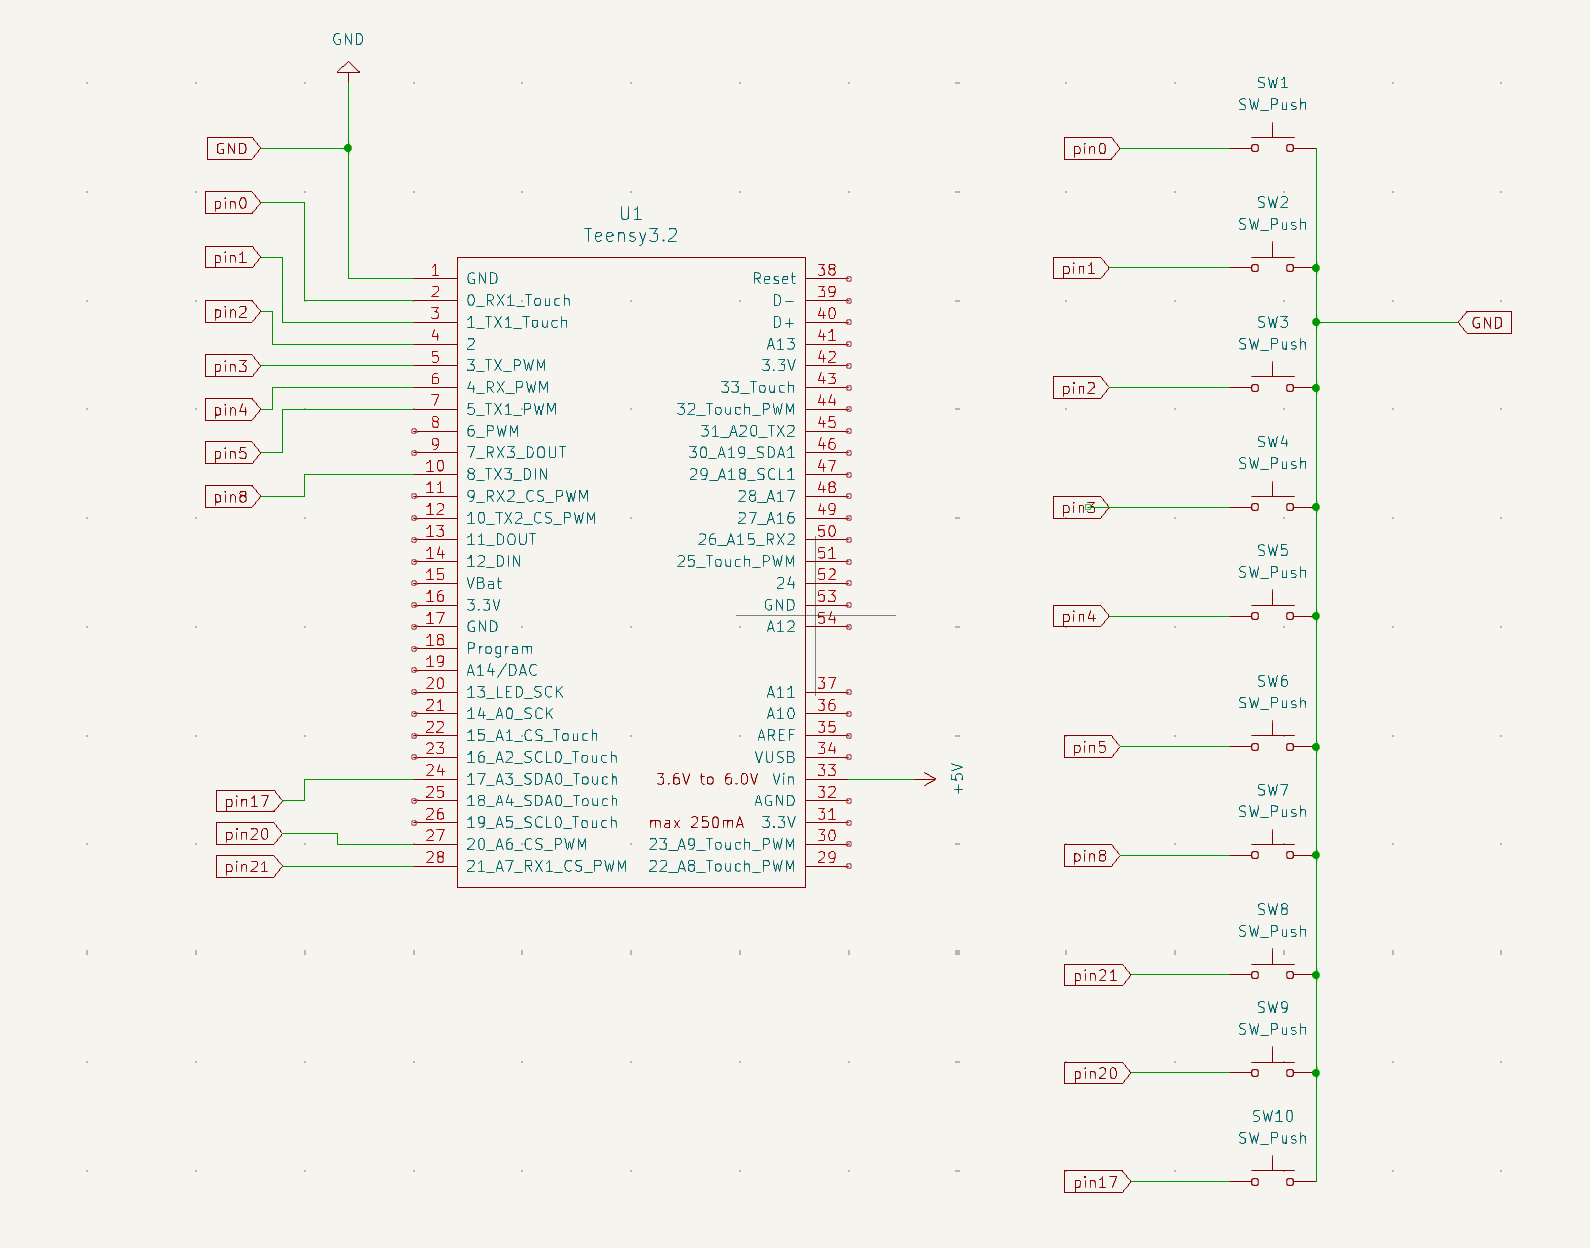 GND
GND
pin0
pin1
pin2
pin3
pin4
pin5
pin8
pin17
pin20
pin21
U1
Teensy3.2
1 GND
2 0_RX1_Touch
3 1_TX1_Touch
4 2
5 3_TX_PWM
6 4_RX_PWM
7 5_TX1_PWM
8 6_PWM
9 7_RX3_DOUT
10 8_TX3_DIN
11 9_RX2_CS_PWM
12 10_TX2_CS_PWM
13 11_DOUT
14 12_DIN
15 VBat
16 3.3V
17 GND
18 Program
19 A14/DAC
20 13_LED_SCK
21 14_A0_SCK
22 15_A1_CS_Touch
23 16_A2_SCL0_Touch
24 17_A3_SDA0_Touch
25 18_A4_SDA0_Touch
26 19_A5_SCL0_Touch
27 20_A6_CS_PWM
28 21_A7_RX1_CS_PWM
Reset 38
D- 39
D+ 40
A13 41
3.3V 42
33_Touch 43
32_Touch_PWM 44
31_A20_TX2 45
30_A19_SDA1 46
29_A18_SCL1 47
28_A17 48
27_A16 49
26_A15_RX2 50
25_Touch_PWM 51
24 52
GND 53
A12 54
A11 37
A10 36
AREF 35
VUSB 34
3.6V to 6.0V Vin 33
AGND 32
max 250mA 3.3V 31
23_A9_Touch_PWM 30
22_A8_Touch_PWM 29
+5V
SW1
SW_Push
pin0
SW2
SW_Push
pin1
GND
SW3
SW_Push
pin2
SW4
SW_Push
pin3
SW5
SW_Push
pin4
SW6
SW_Push
pin5
SW7
SW_Push
pin8
SW8
SW_Push
pin21
SW9
SW_Push
pin20
SW10
SW_Push
pin17